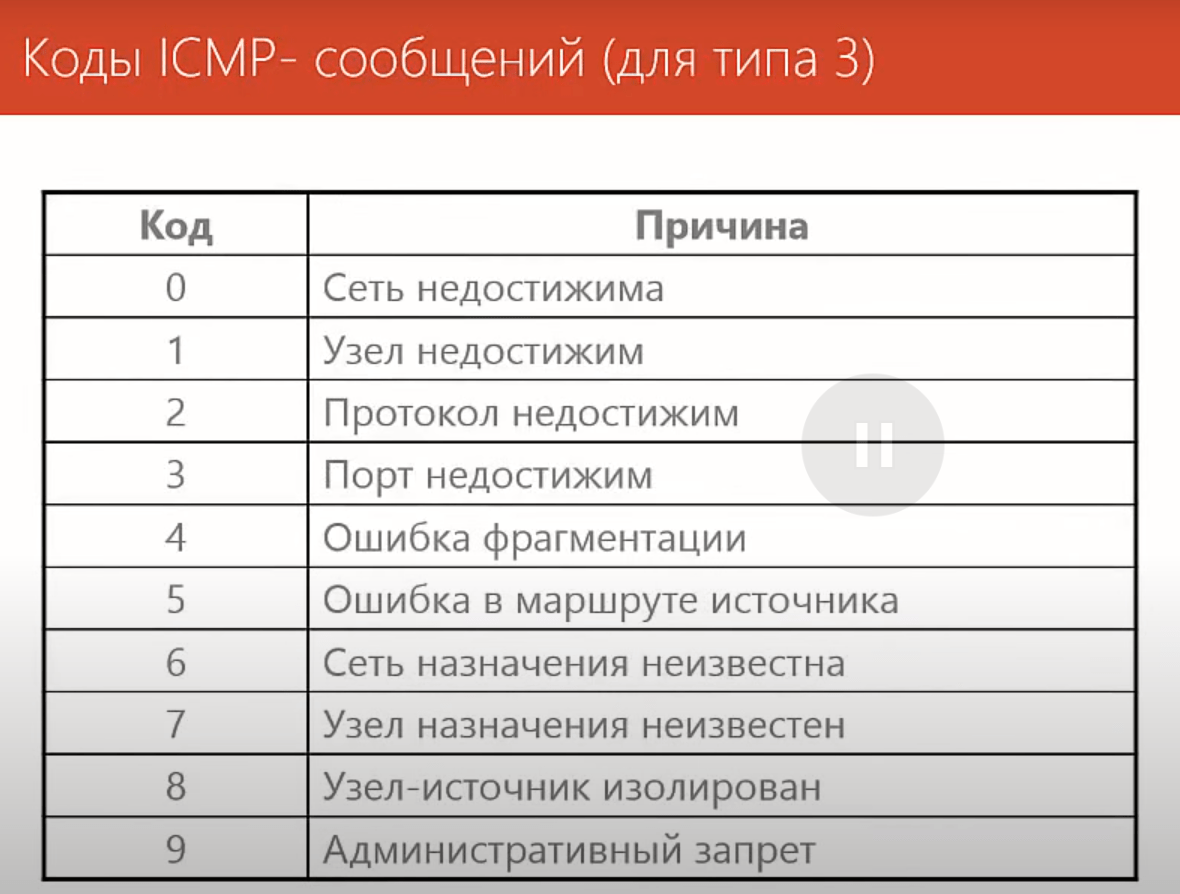 Коды ICMP- сообщений (для типа 3)
Код Причина
0 Сеть недостижима
1 Узел недостижим
2 Протокол недостижим
3 Порт недостижим
4 Ошибка фрагментации
5 Ошибка в маршруте источника
6 Сеть назначения неизвестна
7 Узел назначения неизвестен
8 Узел-источник изолирован
9 Административный запрет